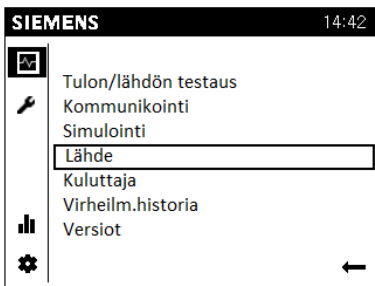 SIEMENS 14:42
Tulon/lähdön testaus
Kommunikointi
Simulointi
Lähde
Kuluttaja
Virheilm.historia
Versiot